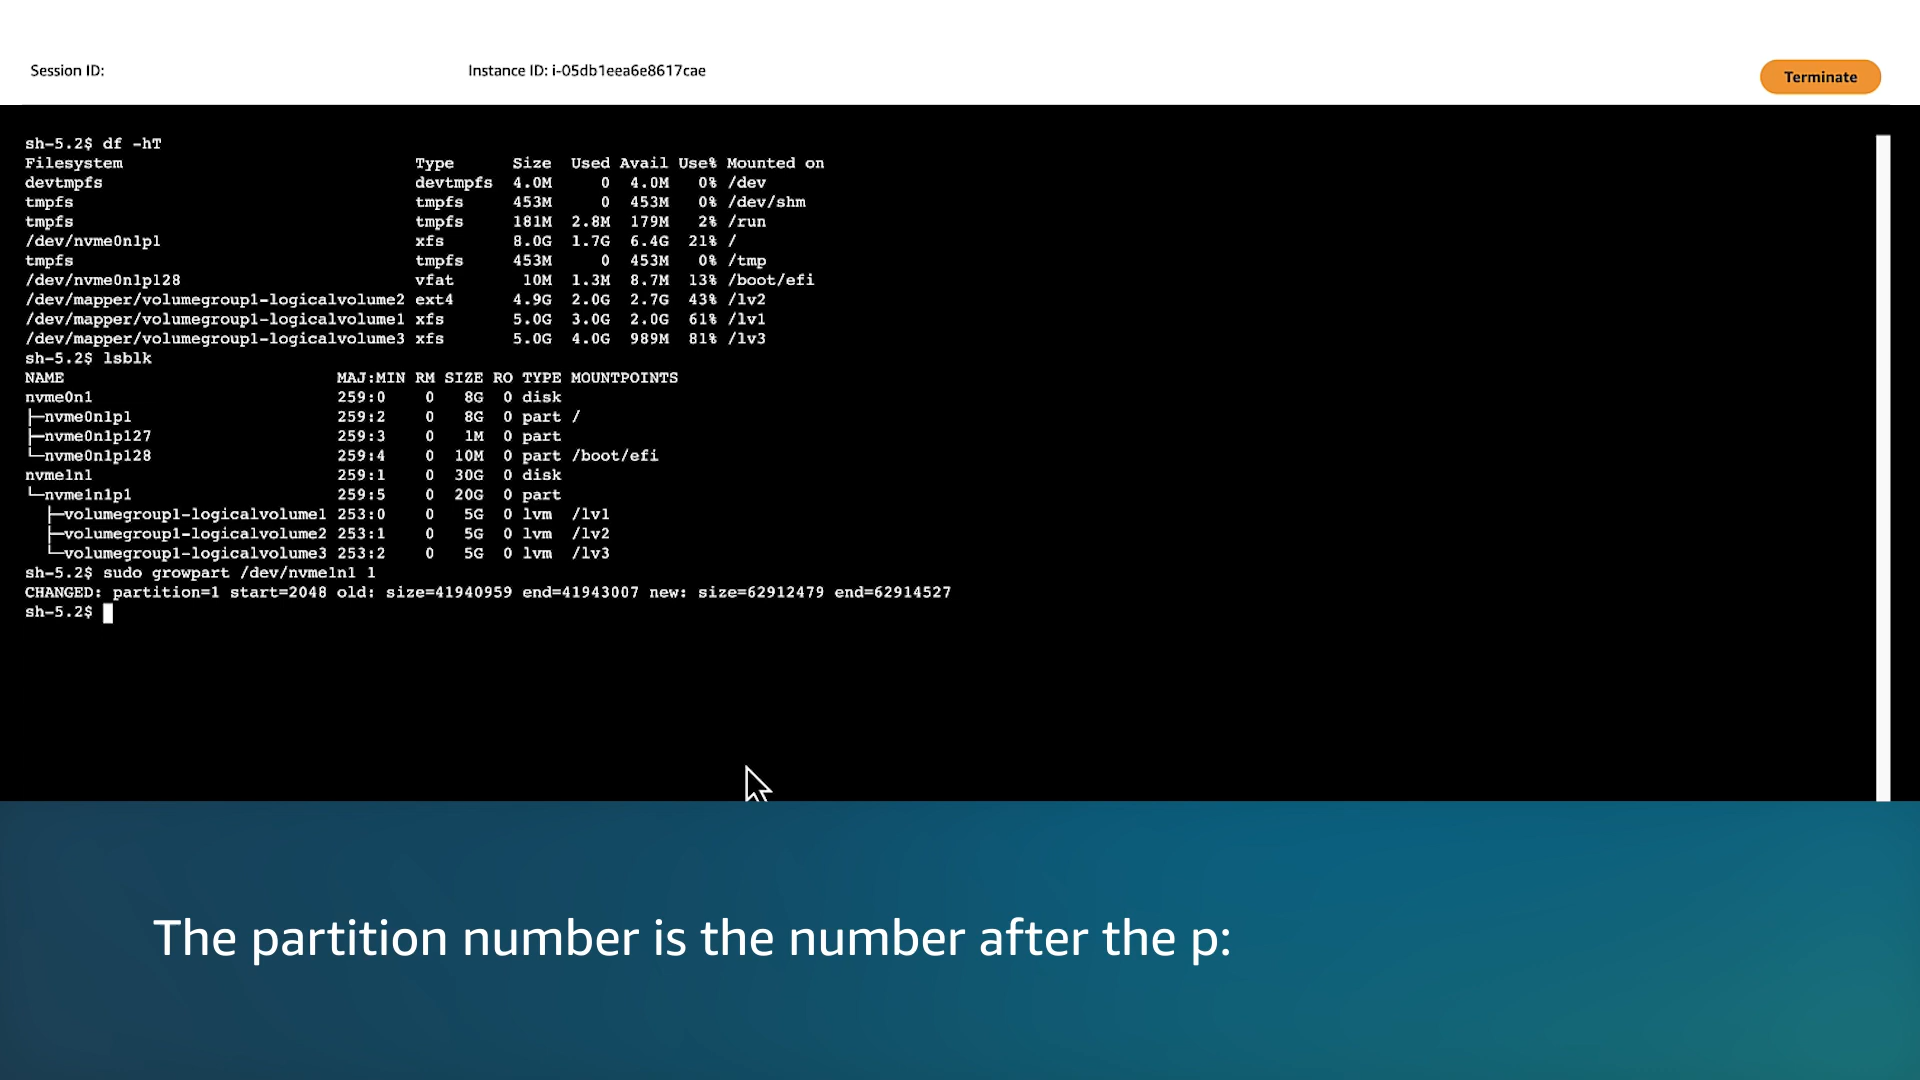 Session ID:
Instance ID: i-05db1eea6e8617cae
Terminate
sh-5.2$ df -hT
Filesystem Type Size Used Avail Use% Mounted on
devtmpfs devtmpfs 4.0M 0 4.0M 0% /dev
tmpfs tmpfs 453M 0 453M 0% /dev/shm
tmpfs tmpfs 181M 2.8M 179M 2% /run
/dev/nvme0n1p1 xfs 8.0G 1.7G 6.4G 21% /
tmpfs tmpfs 453M 0 453M 0% /tmp
/dev/nvme0n1p128 vfat 10M 1.3M 8.7M 13% /boot/efi
/dev/mapper/volumegroup1-logicalvolume2 ext4 4.9G 2.0G 2.7G 43% /lv2
/dev/mapper/volumegroup1-logicalvolume1 xfs 5.0G 3.0G 2.0G 61% /lv1
/dev/mapper/volumegroup1-logicalvolume3 xfs 5.0G 4.0G 989M 81% /lv3
sh-5.2$ lsblk
NAME MAJ:MIN RM SIZE RO TYPE MOUNTPOINTS
nvme0n1 259:0 0 8G 0 disk
├─nvme0n1p1 259:2 0 8G 0 part /
├─nvme0n1p127 259:3 0 1M 0 part
└─nvme0n1p128 259:4 0 10M 0 part /boot/efi
nvme1n1 259:1 0 30G 0 disk
└─nvme1n1p1 259:5 0 20G 0 part
├─volumegroup1-logicalvolume1 253:0 0 5G 0 lvm /lv1
├─volumegroup1-logicalvolume2 253:1 0 5G 0 lvm /lv2
└─volumegroup1-logicalvolume3 253:2 0 5G 0 lvm /lv3
sh-5.2$ sudo growpart /dev/nvme1n1 1
CHANGED: partition=1 start=2048 old: size=41940959 end=41943007 new: size=62912479 end=62914527
sh-5.2$
The partition number is the number after the p: